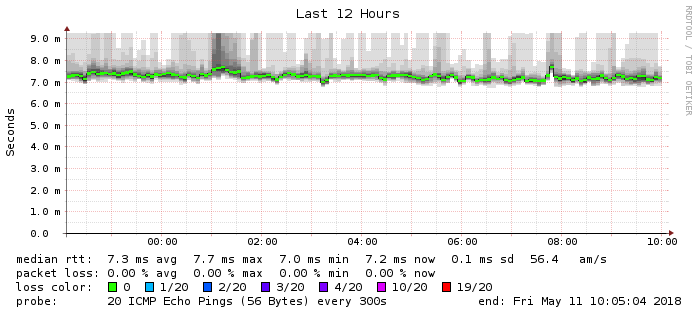 Last 12 Hours
RRDTOOL / TOBI OETIKER
Seconds
9.0 m
8.0 m
7.0 m
6.0 m
5.0 m
4.0 m
3.0 m
2.0 m
1.0 m
0.0
00:00 02:00 04:00 06:00 08:00 10:00
median rtt: 7.3 ms avg 7.7 ms max 7.0 ms min 7.2 ms now 0.1 ms sd 56.4 am/s
packet loss: 0.00 % avg 0.00 % max 0.00 % min 0.00 % now
loss color: 0 1/20 2/20 3/20 4/20 10/20 19/20
probe: 20 ICMP Echo Pings (56 Bytes) every 300s end: Fri May 11 10:05:04 2018